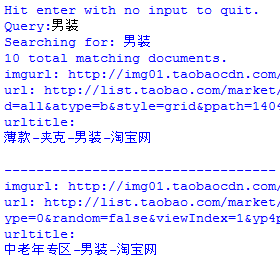 Hit enter with no input to quit.
Query:男装
Searching for: 男装
10 total matching documents.
imgurl: http://img01.taobaocdn.com/
url: http://list.taobao.com/market/
d=all&atype=b&style=grid&ppath=1404
urltitle:
薄款-夹克-男装-淘宝网
----------------------------------
imgurl: http://img01.taobaocdn.com/
url: http://list.taobao.com/market/
ype=0&random=false&viewIndex=1&yp4p
urltitle:
中老年专区-男装-淘宝网